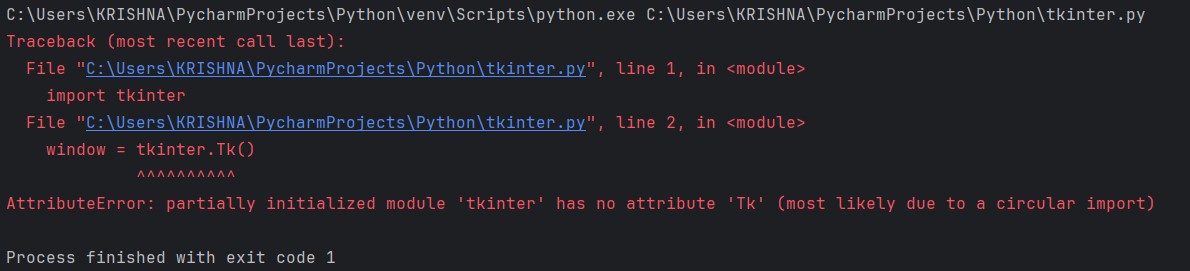 C:\Users\KRISHNA\PycharmProjects\Python\venv\Scripts\python.exe C:\Users\KRISHNA\PycharmProjects\Python\tkinter.py
Traceback (most recent call last):
  File "C:\Users\KRISHNA\PycharmProjects\Python\tkinter.py", line 1, in <module>
    import tkinter
  File "C:\Users\KRISHNA\PycharmProjects\Python\tkinter.py", line 2, in <module>
    window = tkinter.Tk()
             ^^^^^^^^^^
AttributeError: partially initialized module 'tkinter' has no attribute 'Tk' (most likely due to a circular import)
Process finished with exit code 1